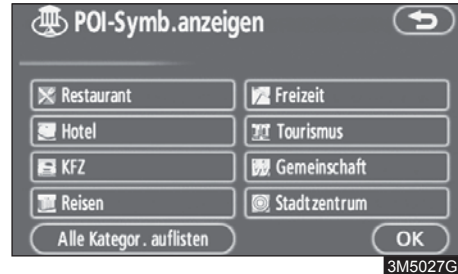 POI-Symb.anzeigen
Restaurant
Freizeit
Hotel
Tourismus
KFZ
Gemeinschaft
Reisen
Stadtzentrum
Alle Kategor. auflisten
OK
3M5027G